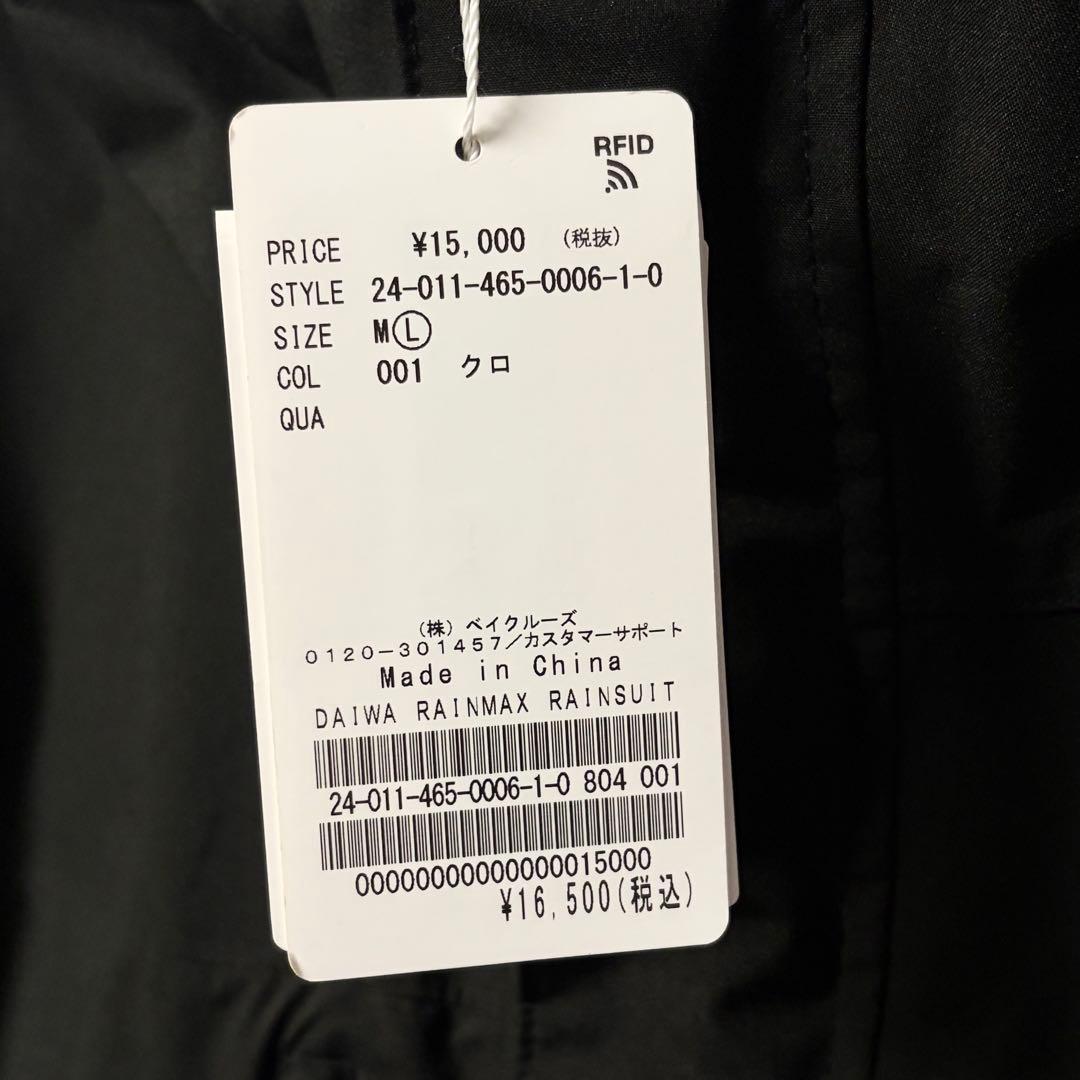 RFID
PRICE ¥15,000 (税抜)
STYLE 24-011-465-0006-1-0
SIZE MⓁ
COL 001 クロ
QUA
(株)ベイクルーズ
0120-301457/カスタマーサポート
Made in China
DAIWA RAINMAX RAINSUIT
24-011-465-0006-1-0 804 001
00000000000000015000
¥16,500(税込)